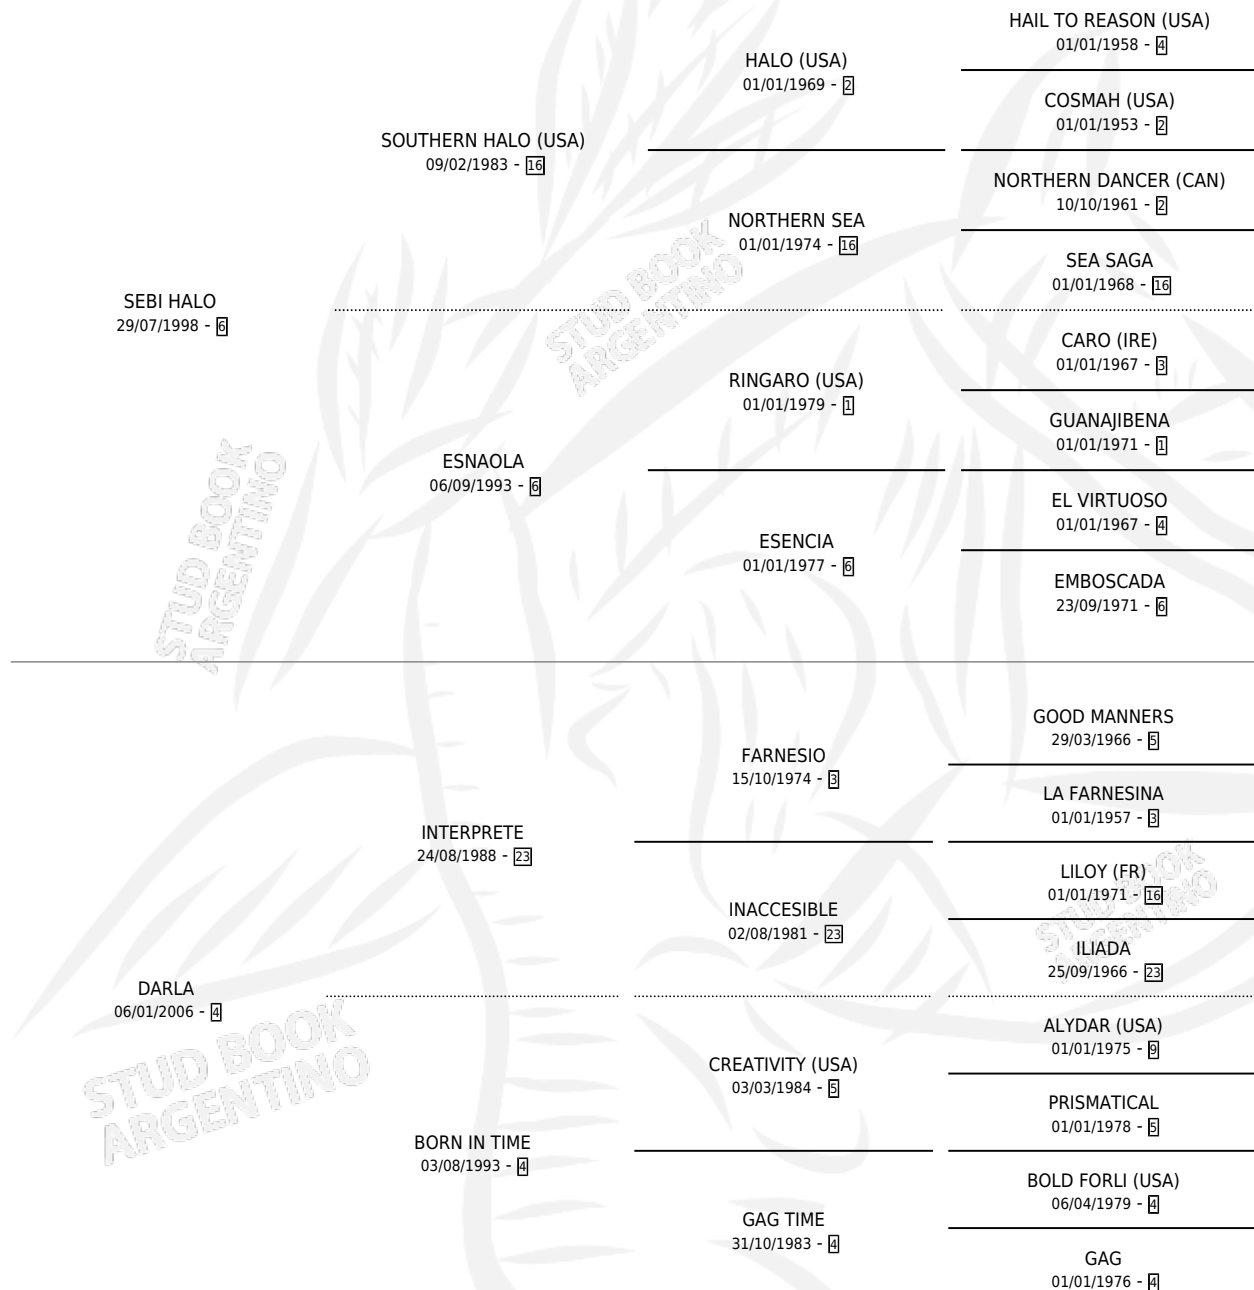 HAIL TO REASON (USA)
01/01/1958 - 4
HALO (USA)
01/01/1969 - 2
COSMAH (USA)
01/01/1953 - 2
SOUTHERN HALO (USA)
09/02/1983 - 16
NORTHERN DANCER (CAN)
10/10/1961 - 2
NORTHERN SEA
01/01/1974 - 16
SEA SAGA
01/01/1968 - 16
SEBI HALO
29/07/1998 - 6
CARO (IRE)
01/01/1967 - 3
RINGARO (USA)
01/01/1979 - 1
GUANAJIBENA
01/01/1971 - 1
ESNAOLA
06/09/1993 - 6
EL VIRTUOSO
01/01/1967 - 4
ESENCIA
01/01/1977 - 6
EMBOSCADA
23/09/1971 - 6
GOOD MANNERS
29/03/1966 - 5
FARNESIO
15/10/1974 - 3
LA FARNESINA
01/01/1957 - 3
INTERPRETE
24/08/1988 - 23
LILOY (FR)
01/01/1971 - 16
INACCESIBLE
02/08/1981 - 23
ILIADA
25/09/1966 - 23
DARLA
06/01/2006 - 4
ALYDAR (USA)
01/01/1975 - 9
CREATIVITY (USA)
03/03/1984 - 5
PRISMATICAL
01/01/1978 - 5
BORN IN TIME
03/08/1993 - 4
BOLD FORLI (USA)
06/04/1979 - 4
GAG TIME
31/10/1983 - 4
GAG
01/01/1976 - 4
STUD BOOK
ARGENTINO
STUD BOOK
ARGENTINO
STUD BOOK
ARGENTINO
STUD BOOK
ARGENTINO